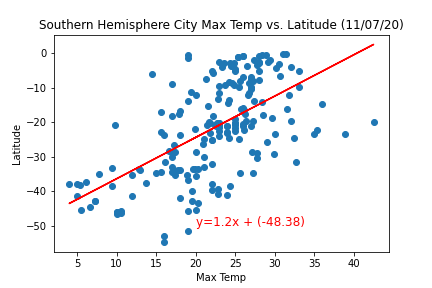 Southern Hemisphere City Max Temp vs. Latitude (11/07/20)
Latitude
0
−10
−20
−30
−40
−50
y=1.2x + (-48.38)
5 10 15 20 25 30 35 40
Max Temp